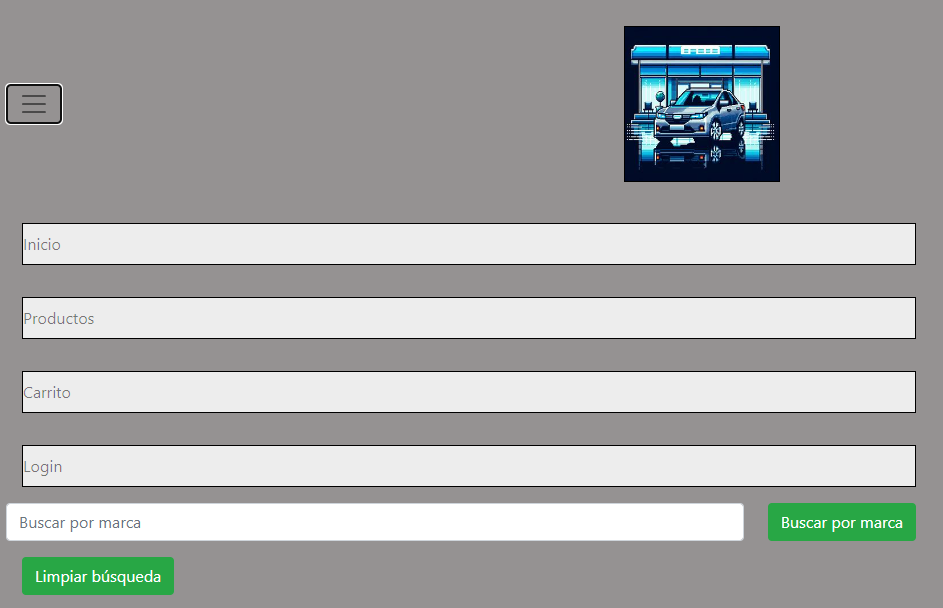 Inicio
Productos
Carrito
Login
Buscar por marca
Buscar por marca
Limpiar búsqueda